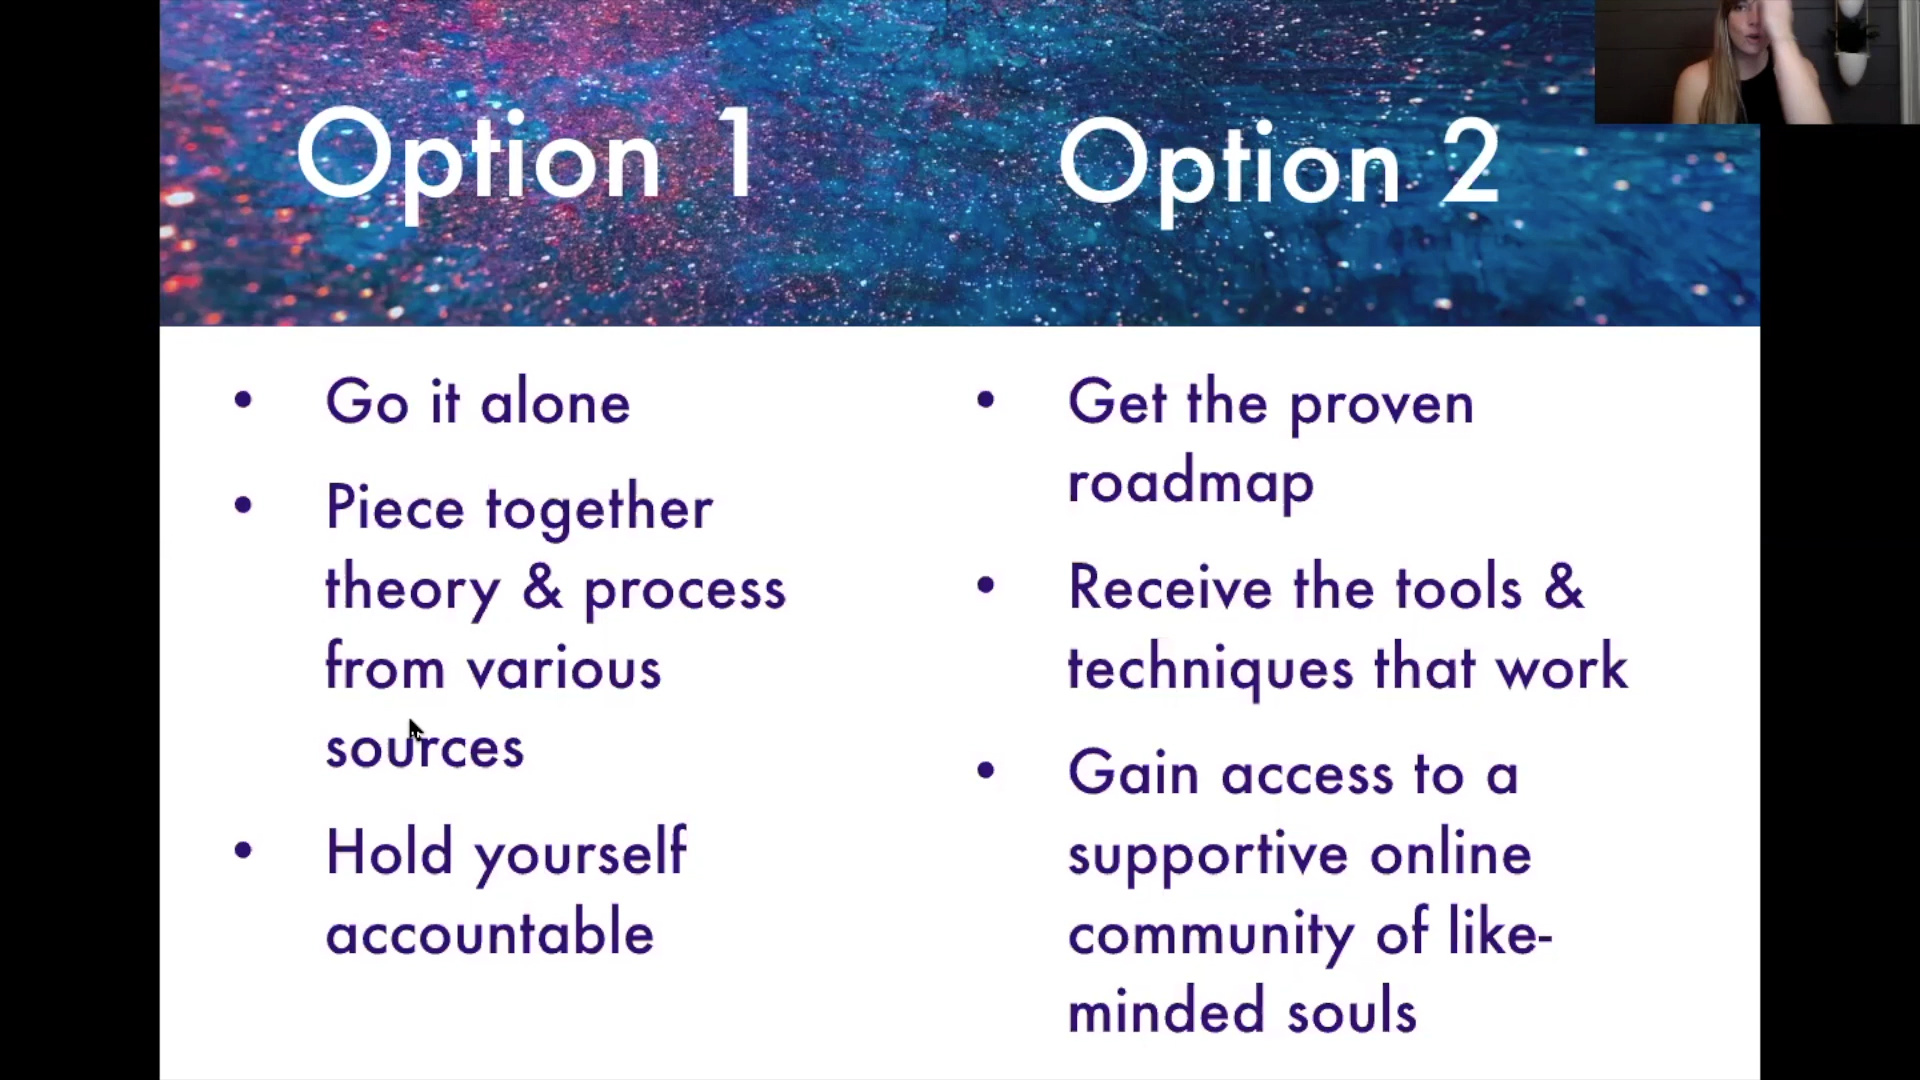 Option 1
• Go it alone
• Piece together
theory & process
from various
sources
• Hold yourself
accountable
Option 2
• Get the proven
roadmap
• Receive the tools &
techniques that work
• Gain access to a
supportive online
community of like-
minded souls